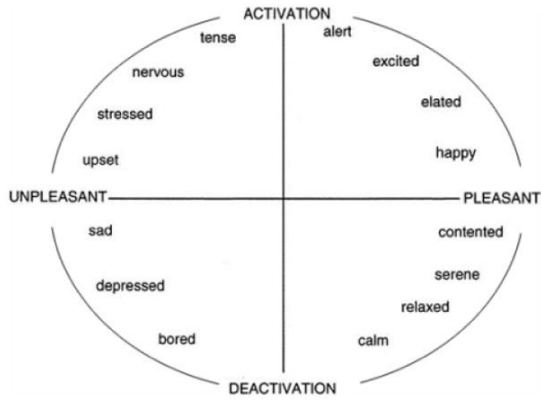 ACTIVATION
tense
alert
nervous
excited
stressed
elated
upset
happy
UNPLEASANT
PLEASANT
sad
contented
depressed
serene
relaxed
bored
calm
DEACTIVATION